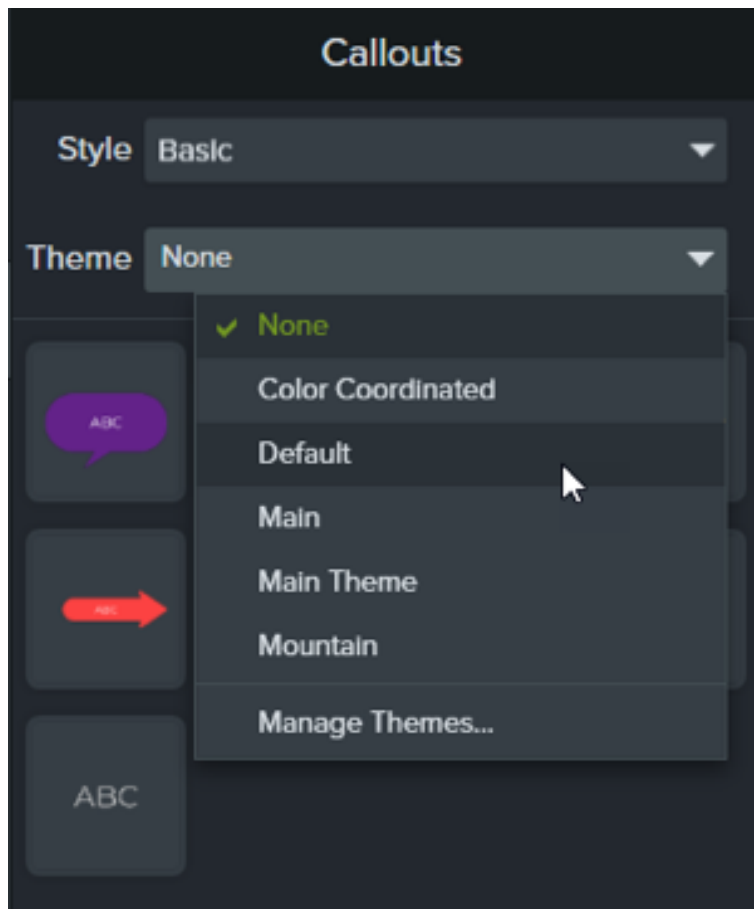 Callouts
Style Basic
Theme None
None
Color Coordinated
ABC
Default
Main
ABC
Main Theme
Mountain
Manage Themes...
ABC